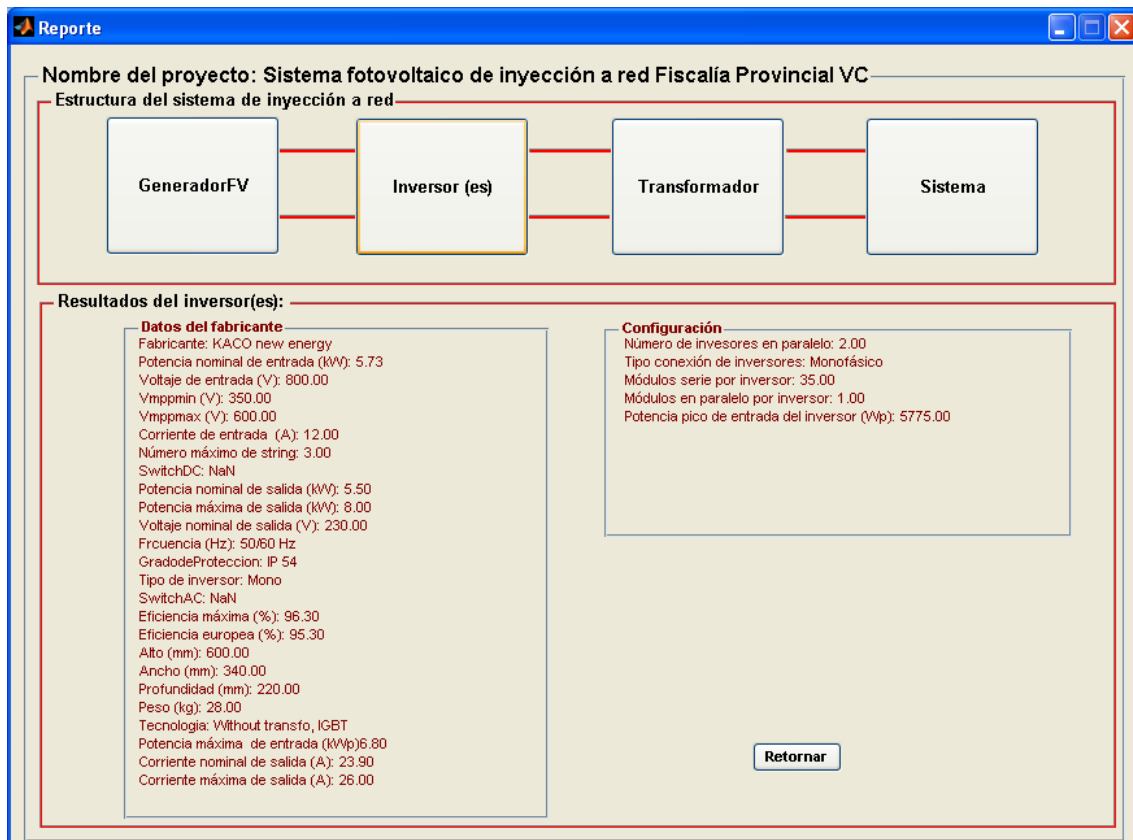 Reporte
Nombre del proyecto: Sistema fotovoltaico de inyección a red Fiscalía Provincial VC
Estructura del sistema de inyección a red
GeneradorFV
Inversor (es)
Transformador
Sistema
Resultados del inversor(es):
Datos del fabricante
Fabricante: KACO new energy
Potencia nominal de entrada (kW): 5.73
Voltaje de entrada (V): 800.00
Vmppmin (V): 350.00
Vmppmax (V): 600.00
Corriente de entrada (A): 12.00
Número máximo de string: 3.00
SwitchDC: NaN
Potencia nominal de salida (kW): 5.50
Potencia máxima de salida (kW): 8.00
Voltaje nominal de salida (V): 230.00
Frcuencia (Hz): 50/60 Hz
GradodeProteccion: IP 54
Tipo de inversor: Mono
SwitchAC: NaN
Eficiencia máxima (%): 96.30
Eficiencia europea (%): 95.30
Alto (mm): 600.00
Ancho (mm): 340.00
Profundidad (mm): 220.00
Peso (kg): 28.00
Tecnologia: Without transfo, IGBT
Potencia máxima de entrada (kWp)6.80
Corriente nominal de salida (A): 23.90
Corriente máxima de salida (A): 26.00
Configuración
Número de invesores en paralelo: 2.00
Tipo conexión de inversores: Monofásico
Módulos serie por inversor: 35.00
Módulos en paralelo por inversor: 1.00
Potencia pico de entrada del inversor (Wp): 5775.00
Retornar